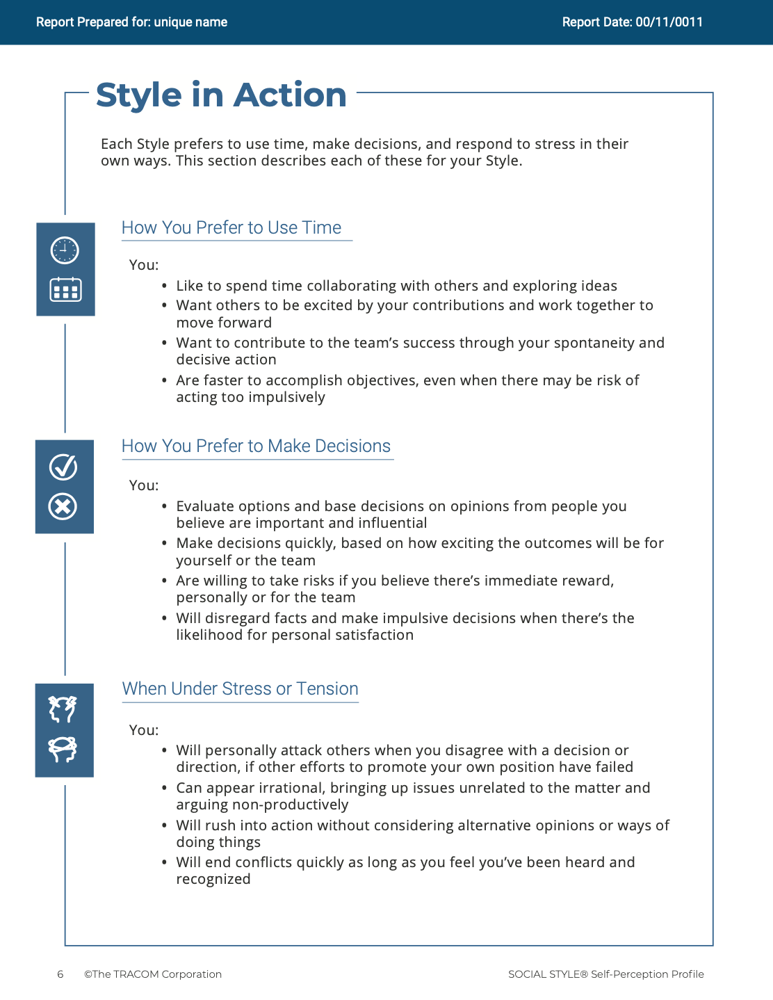 Report Prepared for: unique name
Report Date: 00/11/0011
Style in Action
Each Style prefers to use time, make decisions, and respond to stress in their
own ways. This section describes each of these for your Style.
How You Prefer to Use Time
You:
• Like to spend time collaborating with others and exploring ideas
• Want others to be excited by your contributions and work together to
move forward
• Want to contribute to the team’s success through your spontaneity and
decisive action
• Are faster to accomplish objectives, even when there may be risk of
acting too impulsively
How You Prefer to Make Decisions
You:
• Evaluate options and base decisions on opinions from people you
believe are important and influential
• Make decisions quickly, based on how exciting the outcomes will be for
yourself or the team
• Are willing to take risks if you believe there’s immediate reward,
personally or for the team
• Will disregard facts and make impulsive decisions when there’s the
likelihood for personal satisfaction
When Under Stress or Tension
You:
• Will personally attack others when you disagree with a decision or
direction, if other efforts to promote your own position have failed
• Can appear irrational, bringing up issues unrelated to the matter and
arguing non-productively
• Will rush into action without considering alternative opinions or ways of
doing things
• Will end conflicts quickly as long as you feel you’ve been heard and
recognized
6 ©The TRACOM Corporation
SOCIAL STYLE® Self-Perception Profile